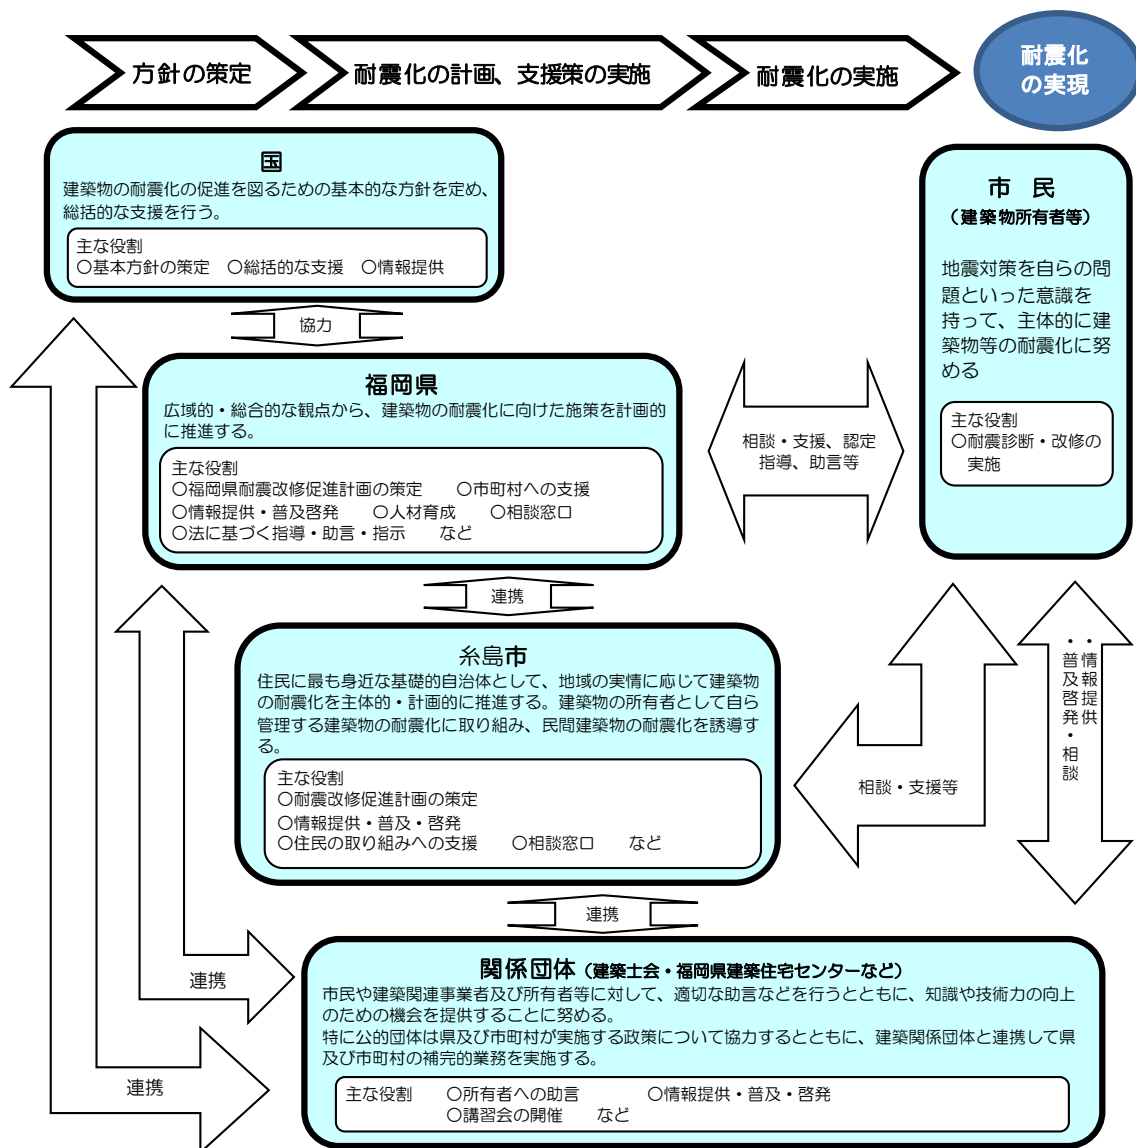 方針の策定
耐震化の計画、支援策の実施
耐震化の実施
耐震化
の実現
国
建築物の耐震化の促進を図るための基本的な方針を定め、
総括的な支援を行う。
主な役割
○基本方針の策定　○総括的な支援　○情報提供
協力
福岡県
広域的・総合的な観点から、建築物の耐震化に向けた施策を計画的
に推進する。
主な役割
○福岡県耐震改修促進計画の策定　○市町村への支援
○情報提供・普及啓発　○人材育成　○相談窓口
○法に基づく指導・助言・指示　など
相談・支援、認定
指導、助言等
市　民
（建築物所有者等）
地震対策を自らの問
題といった意識を
持って、主体的に建
築物等の耐震化に努
める
主な役割
○耐震診断・改修の
実施
連携
糸島市
住民に最も身近な基礎的自治体として、地域の実情に応じて建築物
の耐震化を主体的・計画的に推進する。建築物の所有者として自ら
管理する建築物の耐震化に取り組み、民間建築物の耐震化を誘導す
る。
主な役割
○耐震改修促進計画の策定
○情報提供・普及・啓発
○住民の取り組みへの支援　○相談窓口　など
相談・支援等
・情報提供
・普及啓発・相談
連携
関係団体（建築士会・福岡県建築住宅センターなど）
市民や建築関連事業者及び所有者等に対して、適切な助言などを行うとともに、知識や技術力の向上
のための機会を提供することに努める。
特に公的団体は県及び市町村が実施する政策について協力するとともに、建築関係団体と連携して県
及び市町村の補完的業務を実施する。
主な役割　○所有者への助言　○情報提供・普及・啓発
○講習会の開催　など
連携
連携